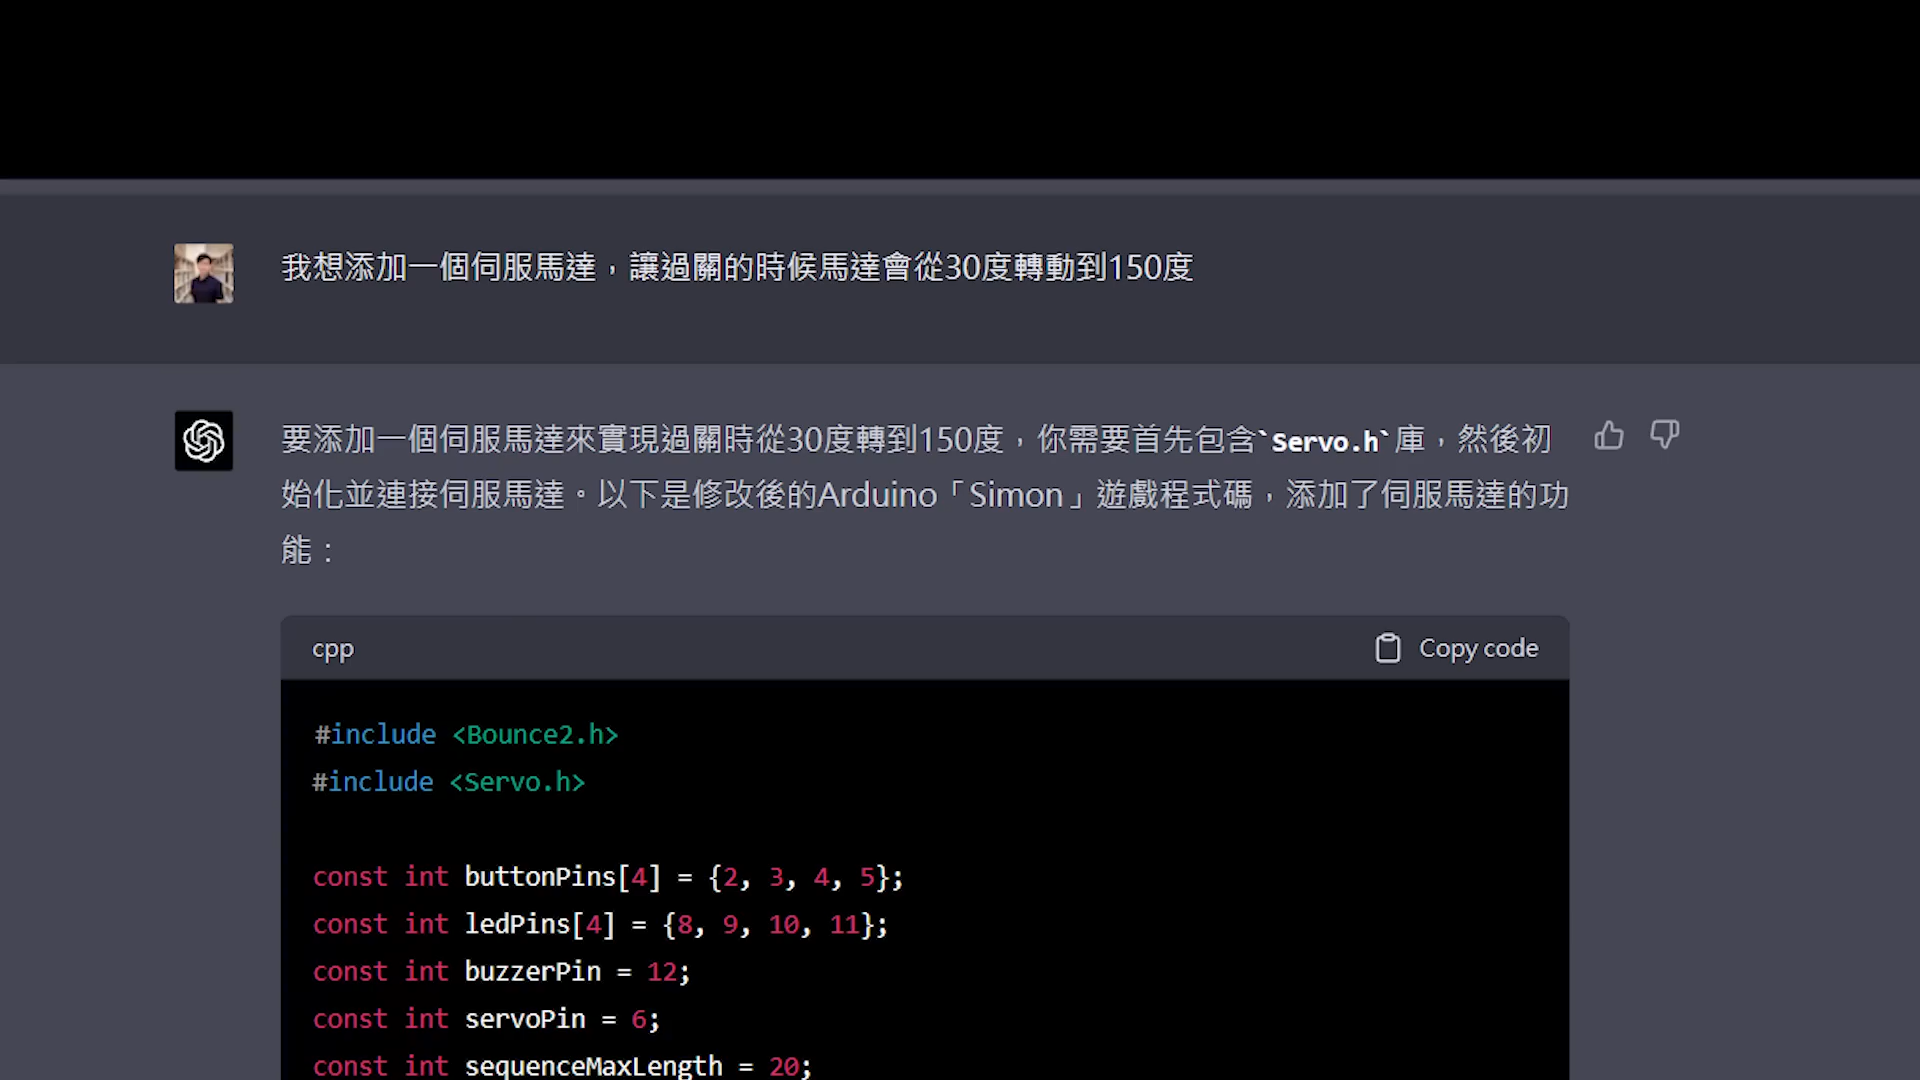 我想添加一個伺服馬達，讓過關的時候馬達會從30度轉動到150度
要添加一個伺服馬達來實現過關時從30度轉到150度，你需要首先包含`Servo.h`庫，然後初
始化並連接伺服馬達。以下是修改後的Arduino「Simon」遊戲程式碼，添加了伺服馬達的功
能：
cpp Copy code
#include <Bounce2.h>
#include <Servo.h>
const int buttonPins[4] = {2, 3, 4, 5};
const int ledPins[4] = {8, 9, 10, 11};
const int buzzerPin = 12;
const int servoPin = 6;
const int sequenceMaxLength = 20;